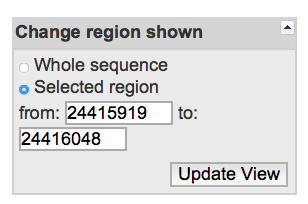 Change region shown
Whole sequence
Selected region
from: 24415919 to:
24416048
Update View